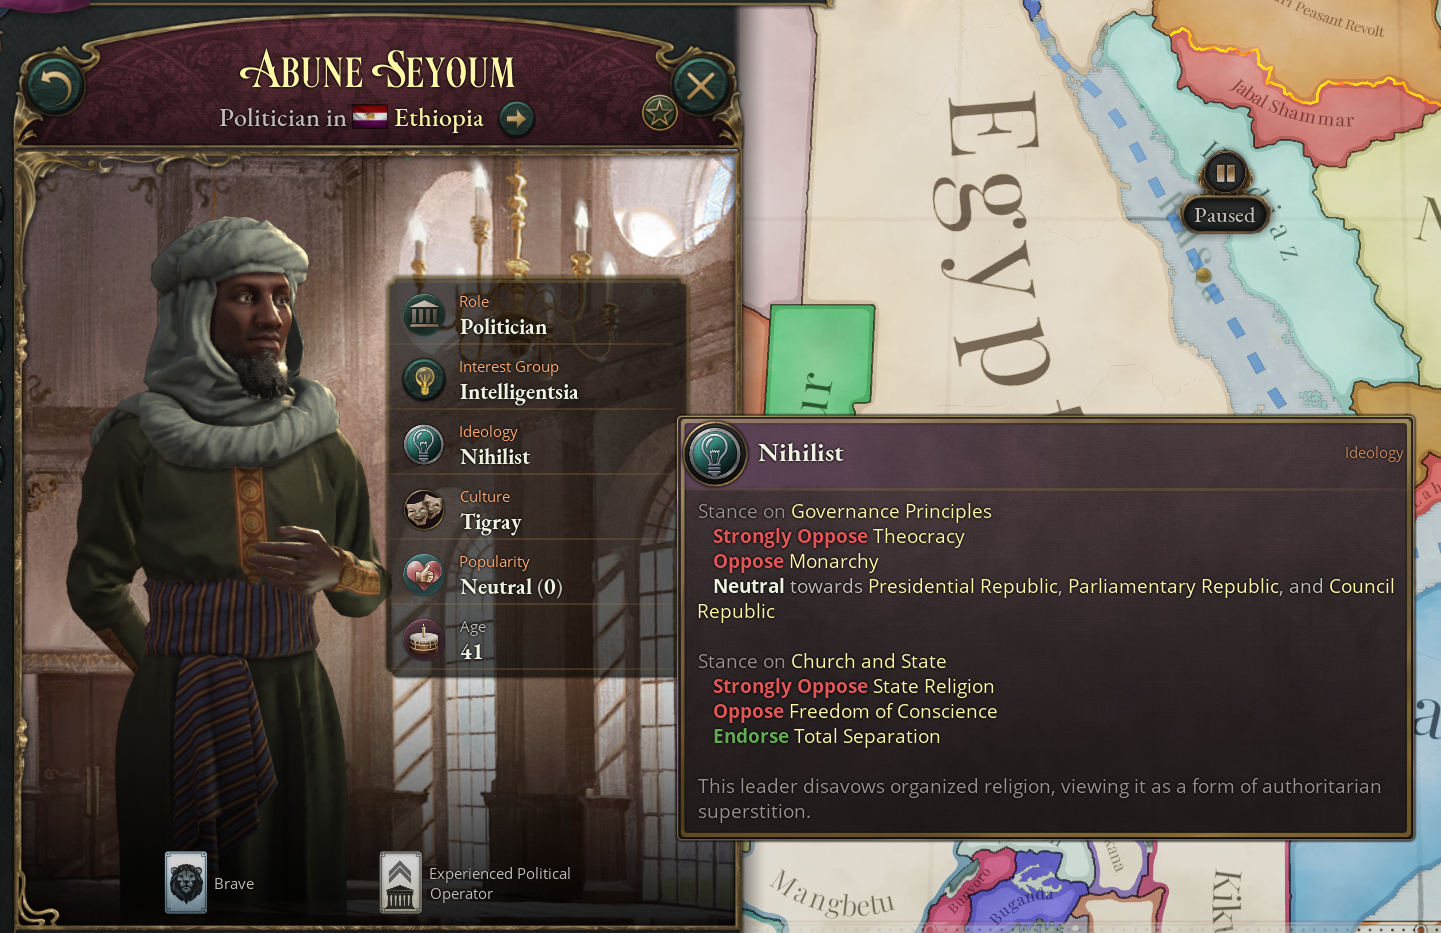 Abune Seyoum
Politician in Ethiopia
Role
Politician
Interest Group
Intelligentsia
Ideology
Nihilist
Culture
Tigray
Popularity
Neutral (0)
Age
41
Brave
Experienced Political
Operator
Peasant Revolt
Jabal Shammar
Paused
Egypt
Nihilist
Ideology
Stance on Governance Principles
Strongly Oppose Theocracy
Oppose Monarchy
Neutral towards Presidential Republic, Parliamentary Republic, and Council
Republic
Stance on Church and State
Strongly Oppose State Religion
Oppose Freedom of Conscience
Endorse Total Separation
This leader disavows organized religion, viewing it as a form of authoritarian
superstition.
Mangbetu
Bunyoro
Buganda